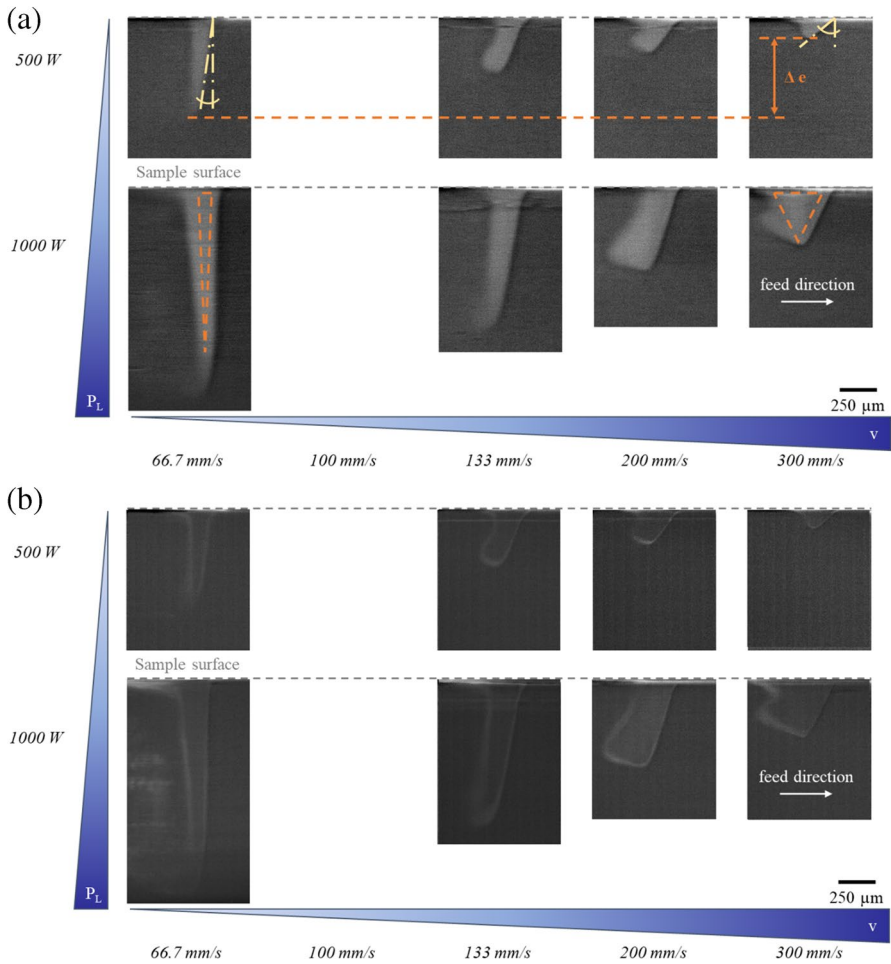 (a)
500 W
Δ e
Sample surface
1000 W
feed direction
P_L
250 µm
v
66.7 mm/s 100 mm/s 133 mm/s 200 mm/s 300 mm/s
(b)
500 W
Sample surface
1000 W
feed direction
P_L
250 µm
v
66.7 mm/s 100 mm/s 133 mm/s 200 mm/s 300 mm/s